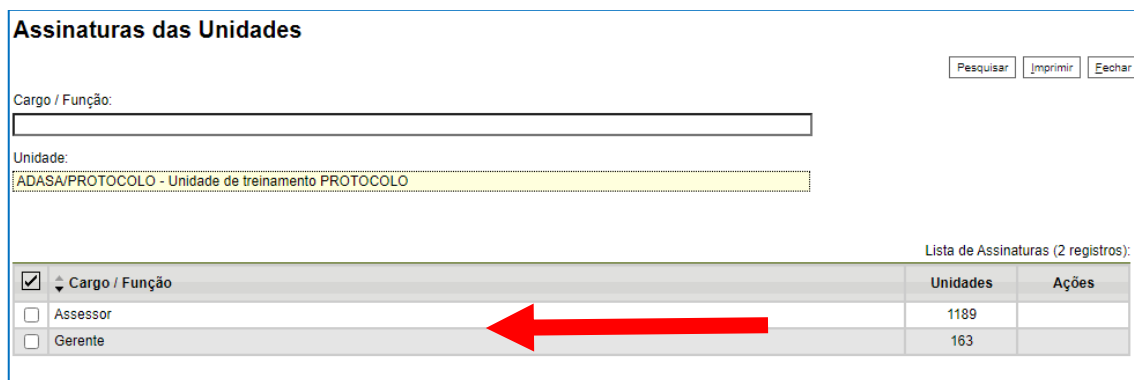 Assinaturas das Unidades
Pesquisar Imprimir Fechar
Cargo / Função:
Unidade:
ADASA/PROTOCOLO - Unidade de treinamento PROTOCOLO
Lista de Assinaturas (2 registros):
Cargo / Função Unidades Ações
Assessor 1189
Gerente 163